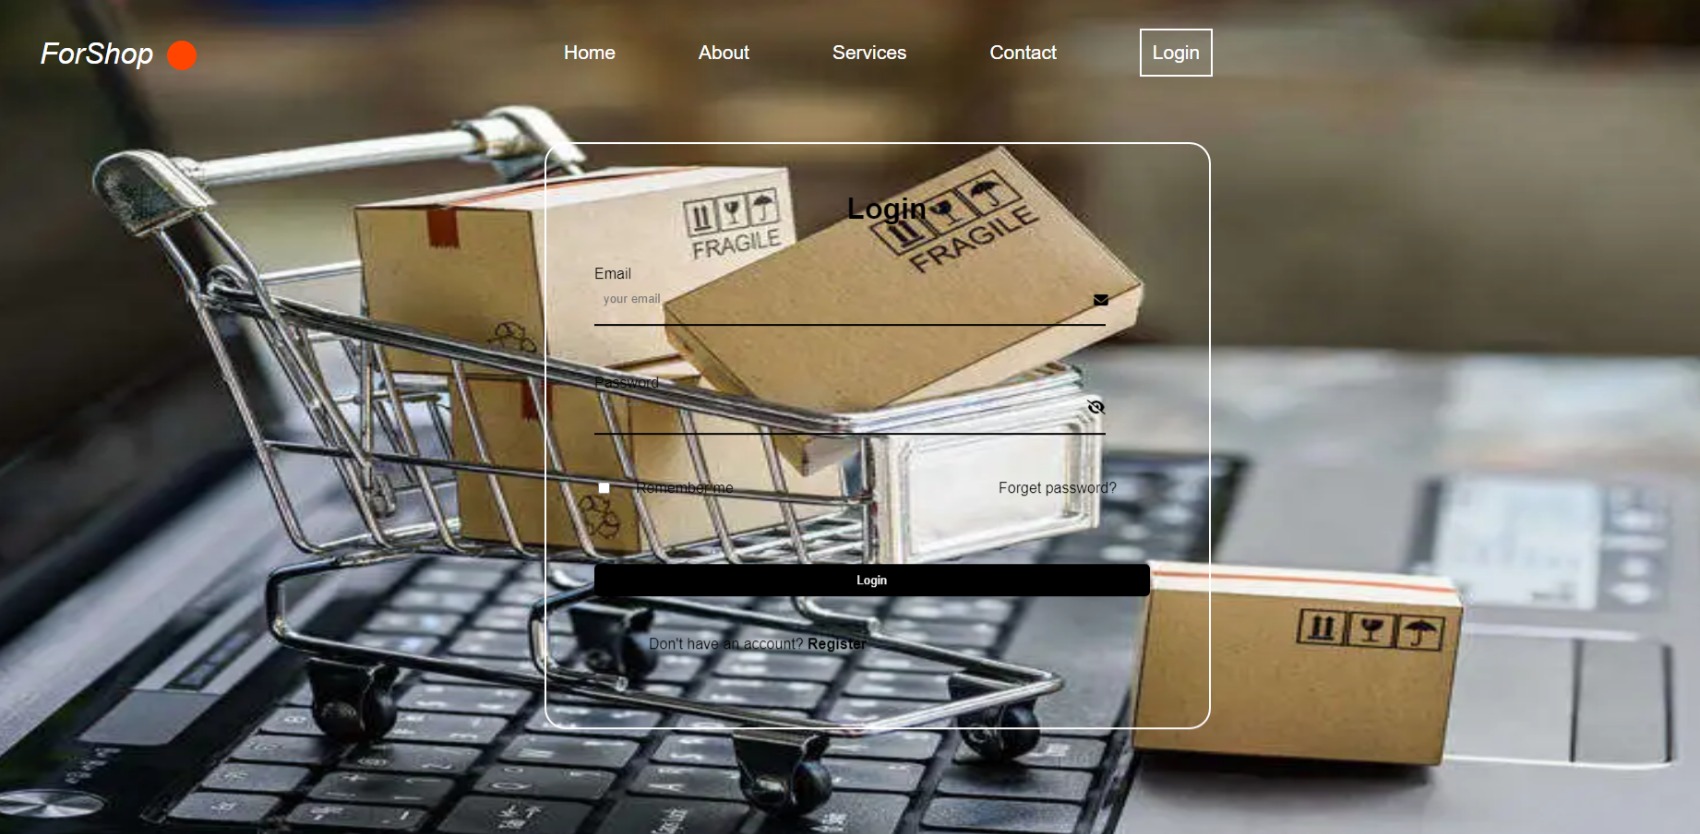 ForShop
Home About Services Contact Login
FRAGILE
FRAGILE
Login
Email
your email
Password
Remember me Forget password?
Login
Don't have an account? Register